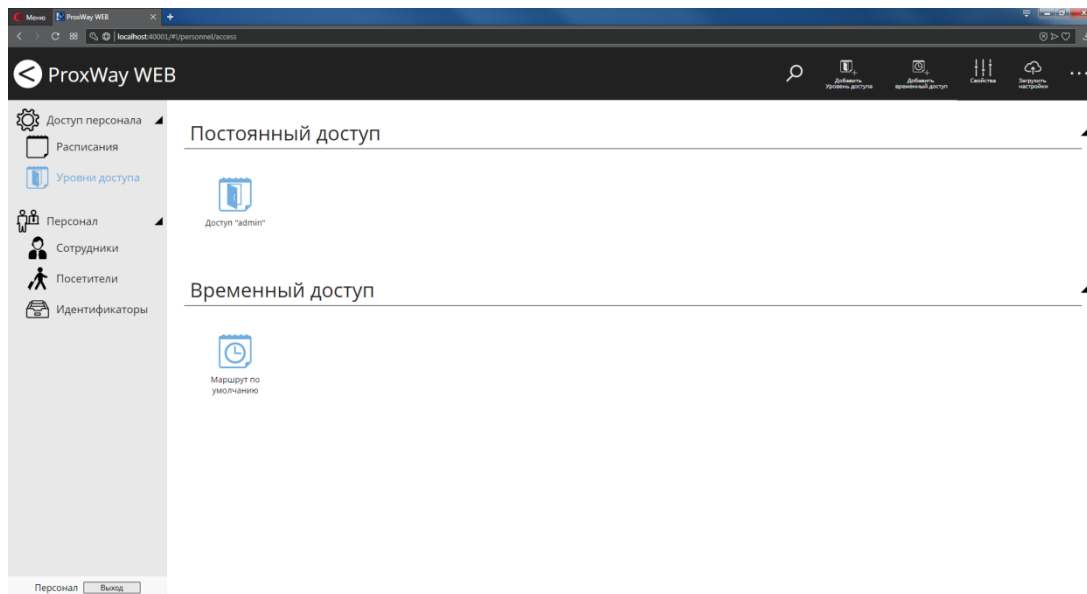 Меню
ProxWay WEB
localhost:40001/#!/personnel/access
ProxWay WEB
Добавить
Уровень доступа
Добавить
временный доступ
Свойства
Загрузить
настройки
Доступ персонала
Расписания
Уровни доступа
Персонал
Сотрудники
Посетители
Идентификаторы
Постоянный доступ
Доступ "admin"
Временный доступ
Маршрут по
умолчанию
Персонал
Выход